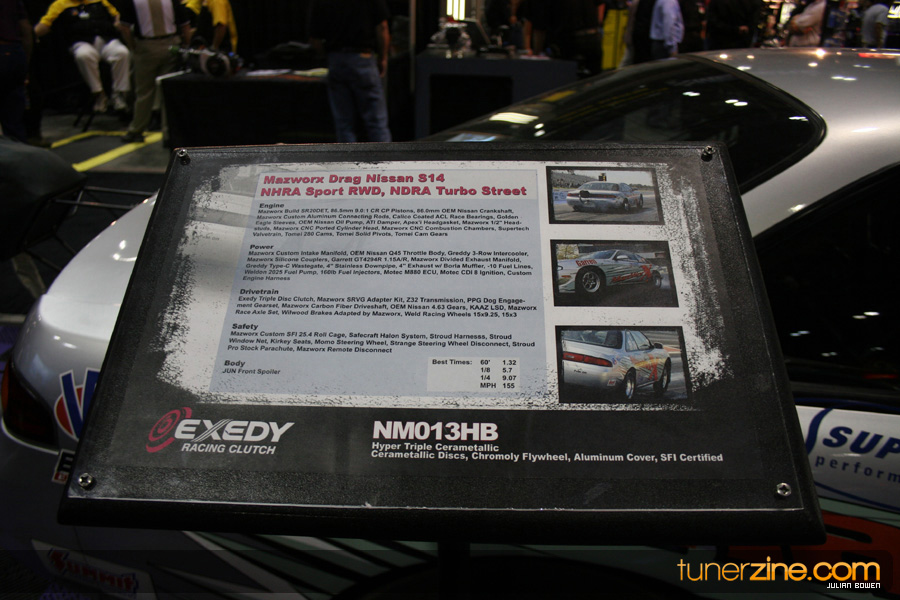 Mazworx Drag Nissan S14
NHRA Sport RWD, NDRA Turbo Street
Engine
Mazworx Build SR20DET, 86.5mm 9.0:1 CR CP Pistons, 86.0mm OEM Nissan Crankshaft,
Mazworx Custom Aluminum Connecting Rods, Calico Coated ACL Race Bearings, Golden
Eagle Sleeves, OEM Nissan Oil Pump, ATI Damper, Apex'i Headgasket, Mazworx 1/2" Head-
studs, Mazworx CNC Ported Cylinder Head, Mazworx CNC Combustion Chambers, Supertech
Valvetrain, Tomei 280 Cams, Tomei Solid Pivots, Tomei Cam Gears
Power
Mazworx Custom Intake Manifold, OEM Nissan Q45 Throttle Body, Greddy 3-Row Intercooler,
Mazworx Silicone Couplers, Garrett GT4294R 1.15A/R, Mazworx Divided Exhaust Manifold,
Greddy Type-C Wastegate, 4" Stainless Downpipe, 4" Exhaust w/ Borla Muffler, -10 Fuel Lines,
Weldon 2025 Fuel Pump, 160lb Fuel Injectors, Motec M880 ECU, Motec CDI 8 Ignition, Custom
Engine Harness
Drivetrain
Exedy Triple Disc Clutch, Mazworx SRVG Adapter Kit, Z32 Transmission, PPG Dog Engage-
ment Gearset, Mazworx Carbon Fiber Driveshaft, OEM Nissan 4.63 Gears, KAAZ LSD, Mazworx
Race Axle Set, Wilwood Brakes Adapted by Mazworx, Weld Racing Wheels 15x9.25, 15x3
Safety
Mazworx Custom SFI 25.4 Roll Cage, Safecraft Halon System, Stroud Harnesss, Stroud
Window Net, Kirkey Seats, Momo Steering Wheel, Strange Steering Wheel Disconnect, Stroud
Pro Stock Parachute, Mazworx Remote Disconnect
Body
JUN Front Spoiler
Best Times: 60' 1.32
1/8 5.7
1/4 9.07
MPH 155
EXEDY
RACING CLUTCH
NM013HB
Hyper Triple Cerametallic
Cerametallic Discs, Chromoly Flywheel, Aluminum Cover, SFI Certified
SUP
perform
tunerzine.com
JULIAN BOWEN